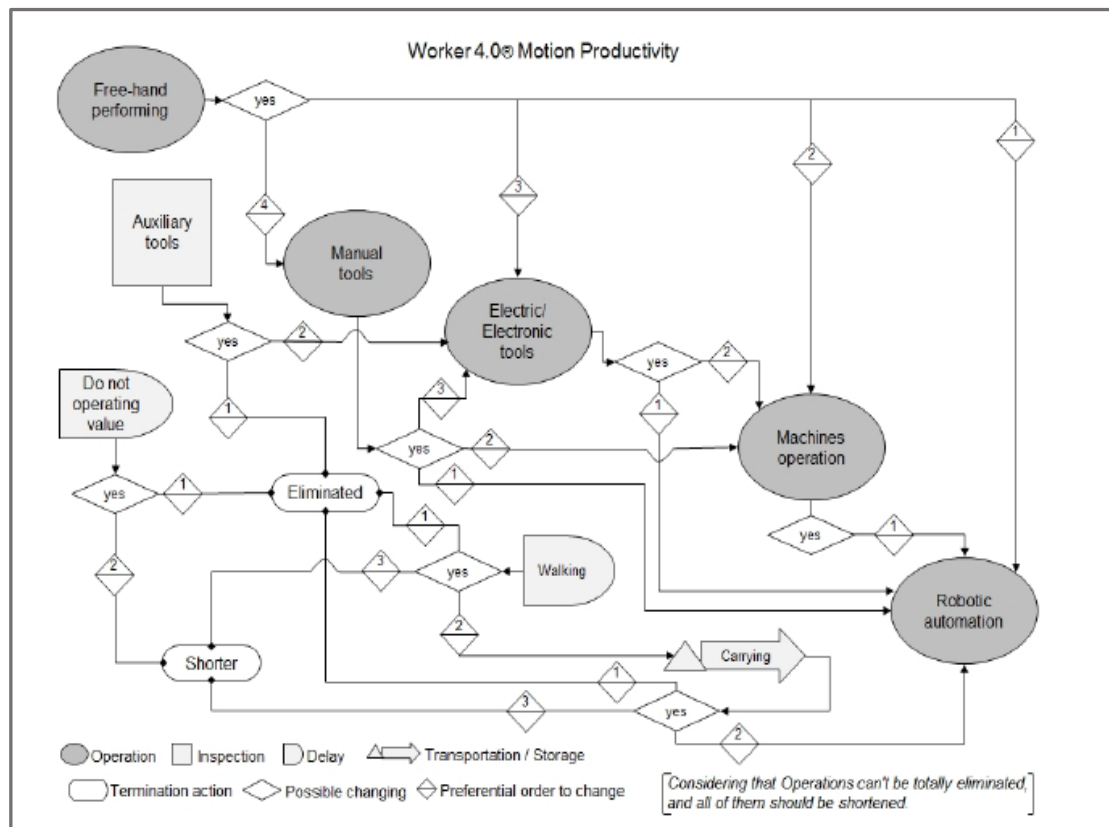 Worker 4.0® Motion Productivity
Free-hand
performing
yes
1
2
3
4
Auxiliary
tools
Manual
tools
Electric/
Electronic
tools
yes
2
yes
2
1
Do not
operating
value
1
3
yes
2
1
Machines
operation
yes
1
Eliminated
yes
1
1
3
yes
Walking
2
2
Robotic
automation
Shorter
Carrying
1
3
yes
2
Operation
Inspection
Delay
Transportation / Storage
Termination action
Possible changing
Preferential order to change
[Considering that Operations can't be totally eliminated,
and all of them should be shortened.]